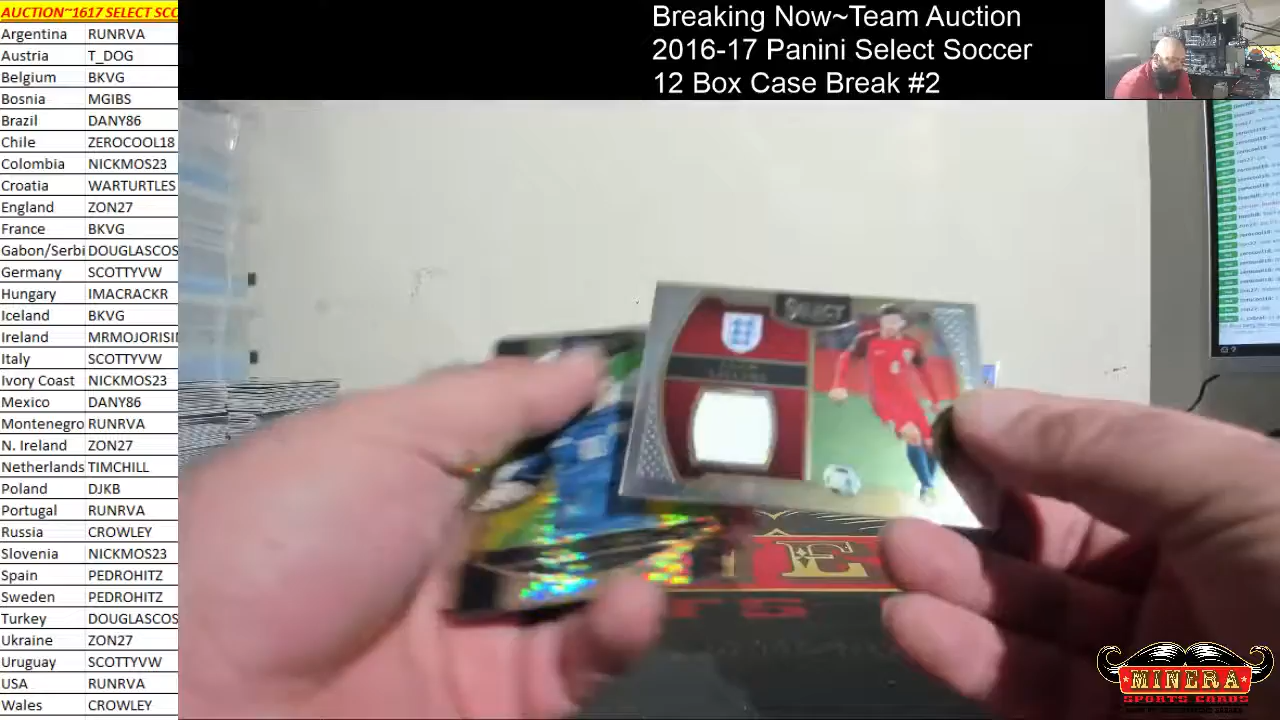 AUCTION~1617 SELECT SCO
Argentina RUNRVA
Austria T_DOG
Belgium BKVG
Bosnia MGIBS
Brazil DANY86
Chile ZEROCOOL18
Colombia NICKMOS23
Croatia WARTURTLES
England ZON27
France BKVG
Gabon/Serbi DOUGLASCOS
Germany SCOTTYVW
Hungary IMACRACKR
Iceland BKVG
Ireland MRMOJORISIN
Italy SCOTTYVW
Ivory Coast NICKMOS23
Mexico DANY86
Montenegro RUNRVA
N. Ireland ZON27
Netherlands TIMCHILL
Poland DJKB
Portugal RUNRVA
Russia CROWLEY
Slovenia NICKMOS23
Spain PEDROHITZ
Sweden PEDROHITZ
Turkey DOUGLASCOS
Ukraine ZON27
Uruguay SCOTTYVW
USA RUNRVA
Wales CROWLEY
Breaking Now~Team Auction
2016-17 Panini Select Soccer
12 Box Case Break #2
E
TS
MINERA
SPORTS CARDS